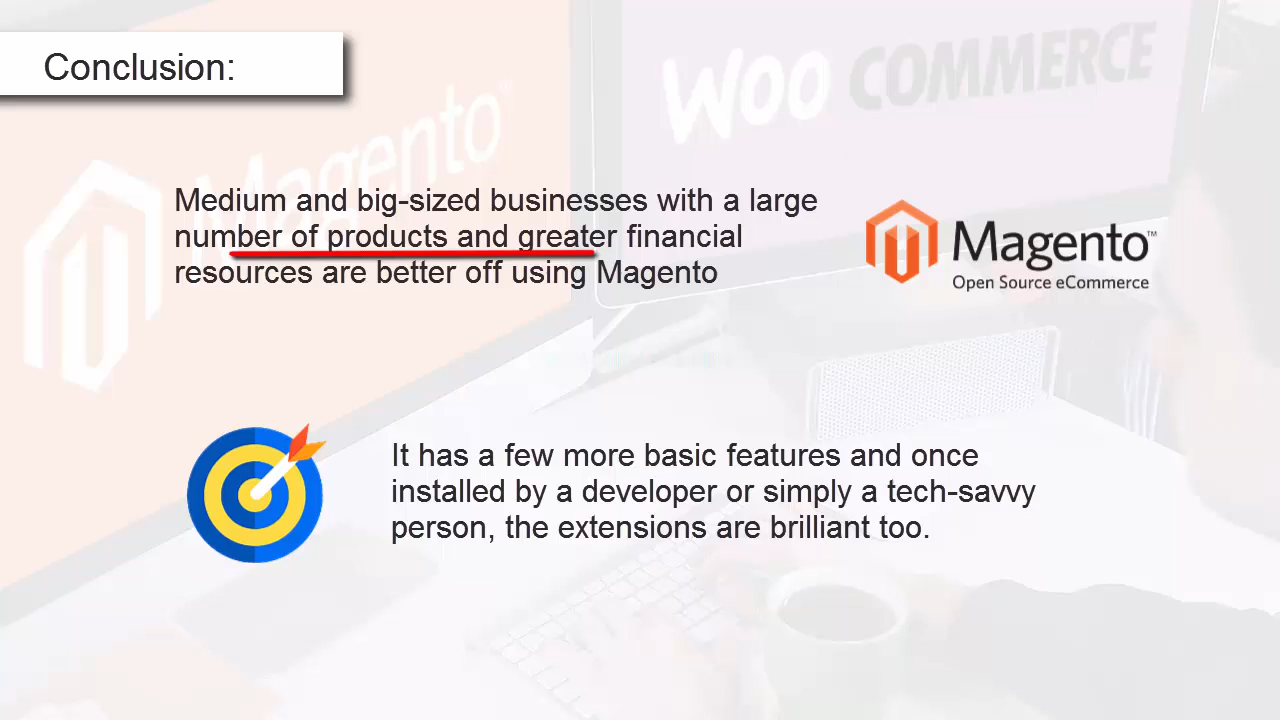 Conclusion:
WOO COMMERCE
Magento
Medium and big-sized businesses with a large
number of products and greater financial
resources are better off using Magento
Magento™
Open Source eCommerce
It has a few more basic features and once
installed by a developer or simply a tech-savvy
person, the extensions are brilliant too.